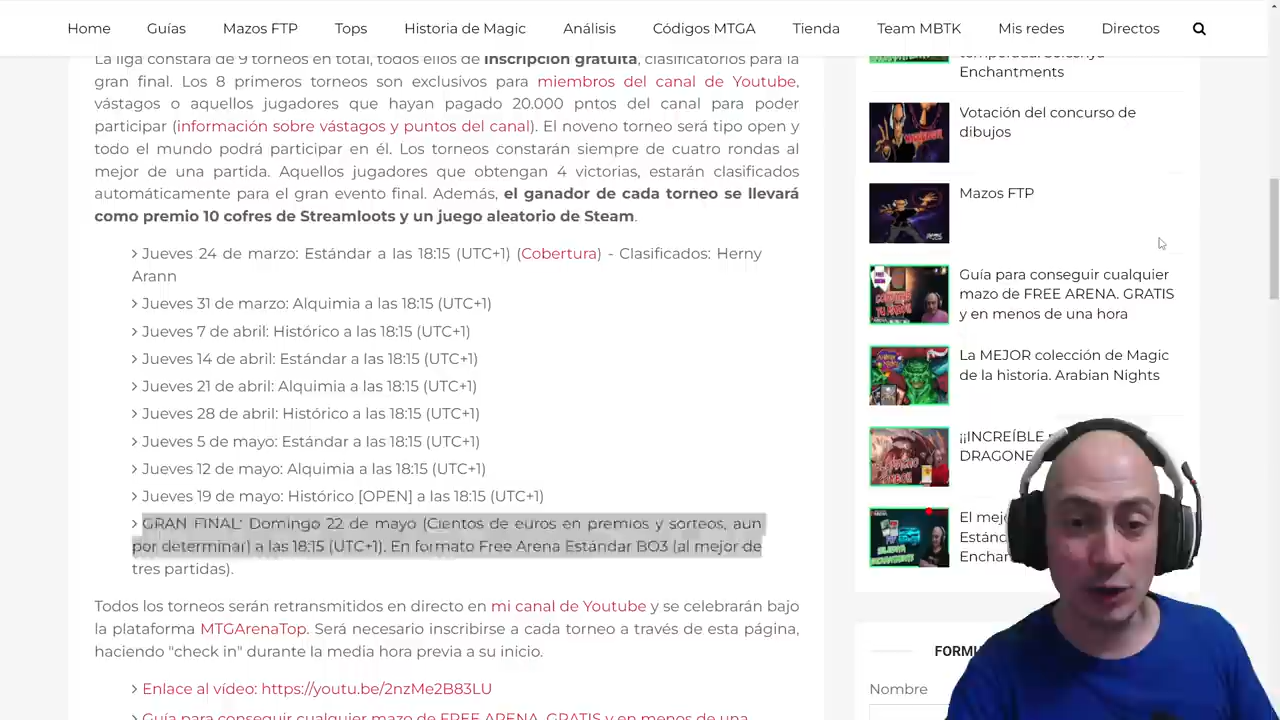 Home Guías Mazos FTP Tops Historia de Magic Análisis Códigos MTGA Tienda Team MBTK Mis redes Directos
La liga consta de 9 torneos en total, todos ellos de inscripción gratuita, clasificatorios para la
gran final. Los 8 primeros son exclusivos para miembros del canal de Youtube,
vástagos o aquellos jugadores que hayan pagado 20.000 pntos del canal para poder
participar (información sobre vástagos y puntos del canal). El noveno torneo será tipo open y
todo el mundo podrá participar en él. Los torneos constarán siempre de cuatro rondas al
mejor de una partida. Aquellos jugadores que obtengan 4 victorias, estarán clasificados
automáticamente para el gran evento final. Además, el ganador de cada torneo se llevará
como premio 10 cofres de Streamloots y un juego aleatorio de Steam.
Jueves 24 de marzo: Estándar a las 18:15 (UTC+1) (Cobertura) - Clasificados: Herny
Arann
Jueves 31 de marzo: Alquimia a las 18:15 (UTC+1)
Jueves 7 de abril: Histórico a las 18:15 (UTC+1)
Jueves 14 de abril: Estándar a las 18:15 (UTC+1)
Jueves 21 de abril: Alquimia a las 18:15 (UTC+1)
Jueves 28 de abril: Histórico a las 18:15 (UTC+1)
Jueves 5 de mayo: Estándar a las 18:15 (UTC+1)
Jueves 12 de mayo: Alquimia a las 18:15 (UTC+1)
Jueves 19 de mayo: Histórico [OPEN] a las 18:15 (UTC+1)
GRAN FINAL: Domingo 22 de mayo (Cientos de euros en premios y sorteos, aun
por determinar) a las 18:15 (UTC+1). En formato Free Arena Estándar BO3 (al mejor de
tres partidas).
Todos los torneos serán retransmitidos en directo en mi canal de Youtube y se celebrarán bajo
la plataforma MTGArenaTop. Será necesario inscribirse a cada torneo a través de esta página,
haciendo "check in" durante la media hora previa a su inicio.
Enlace al vídeo: https://youtu.be/2nzMe2B83LU
Guía para conseguir cualquier mazo de FREE ARENA. GRATIS y en menos de una
Enchantments
Votación del concurso de
dibujos
Mazos FTP
Guía para conseguir cualquier
mazo de FREE ARENA. GRATIS
y en menos de una hora
La MEJOR colección de Magic
de la historia. Arabian Nights
¡¡INCREÍBLE
DRAGONE
El mej
Están
Enchan
FORMU
Nombre